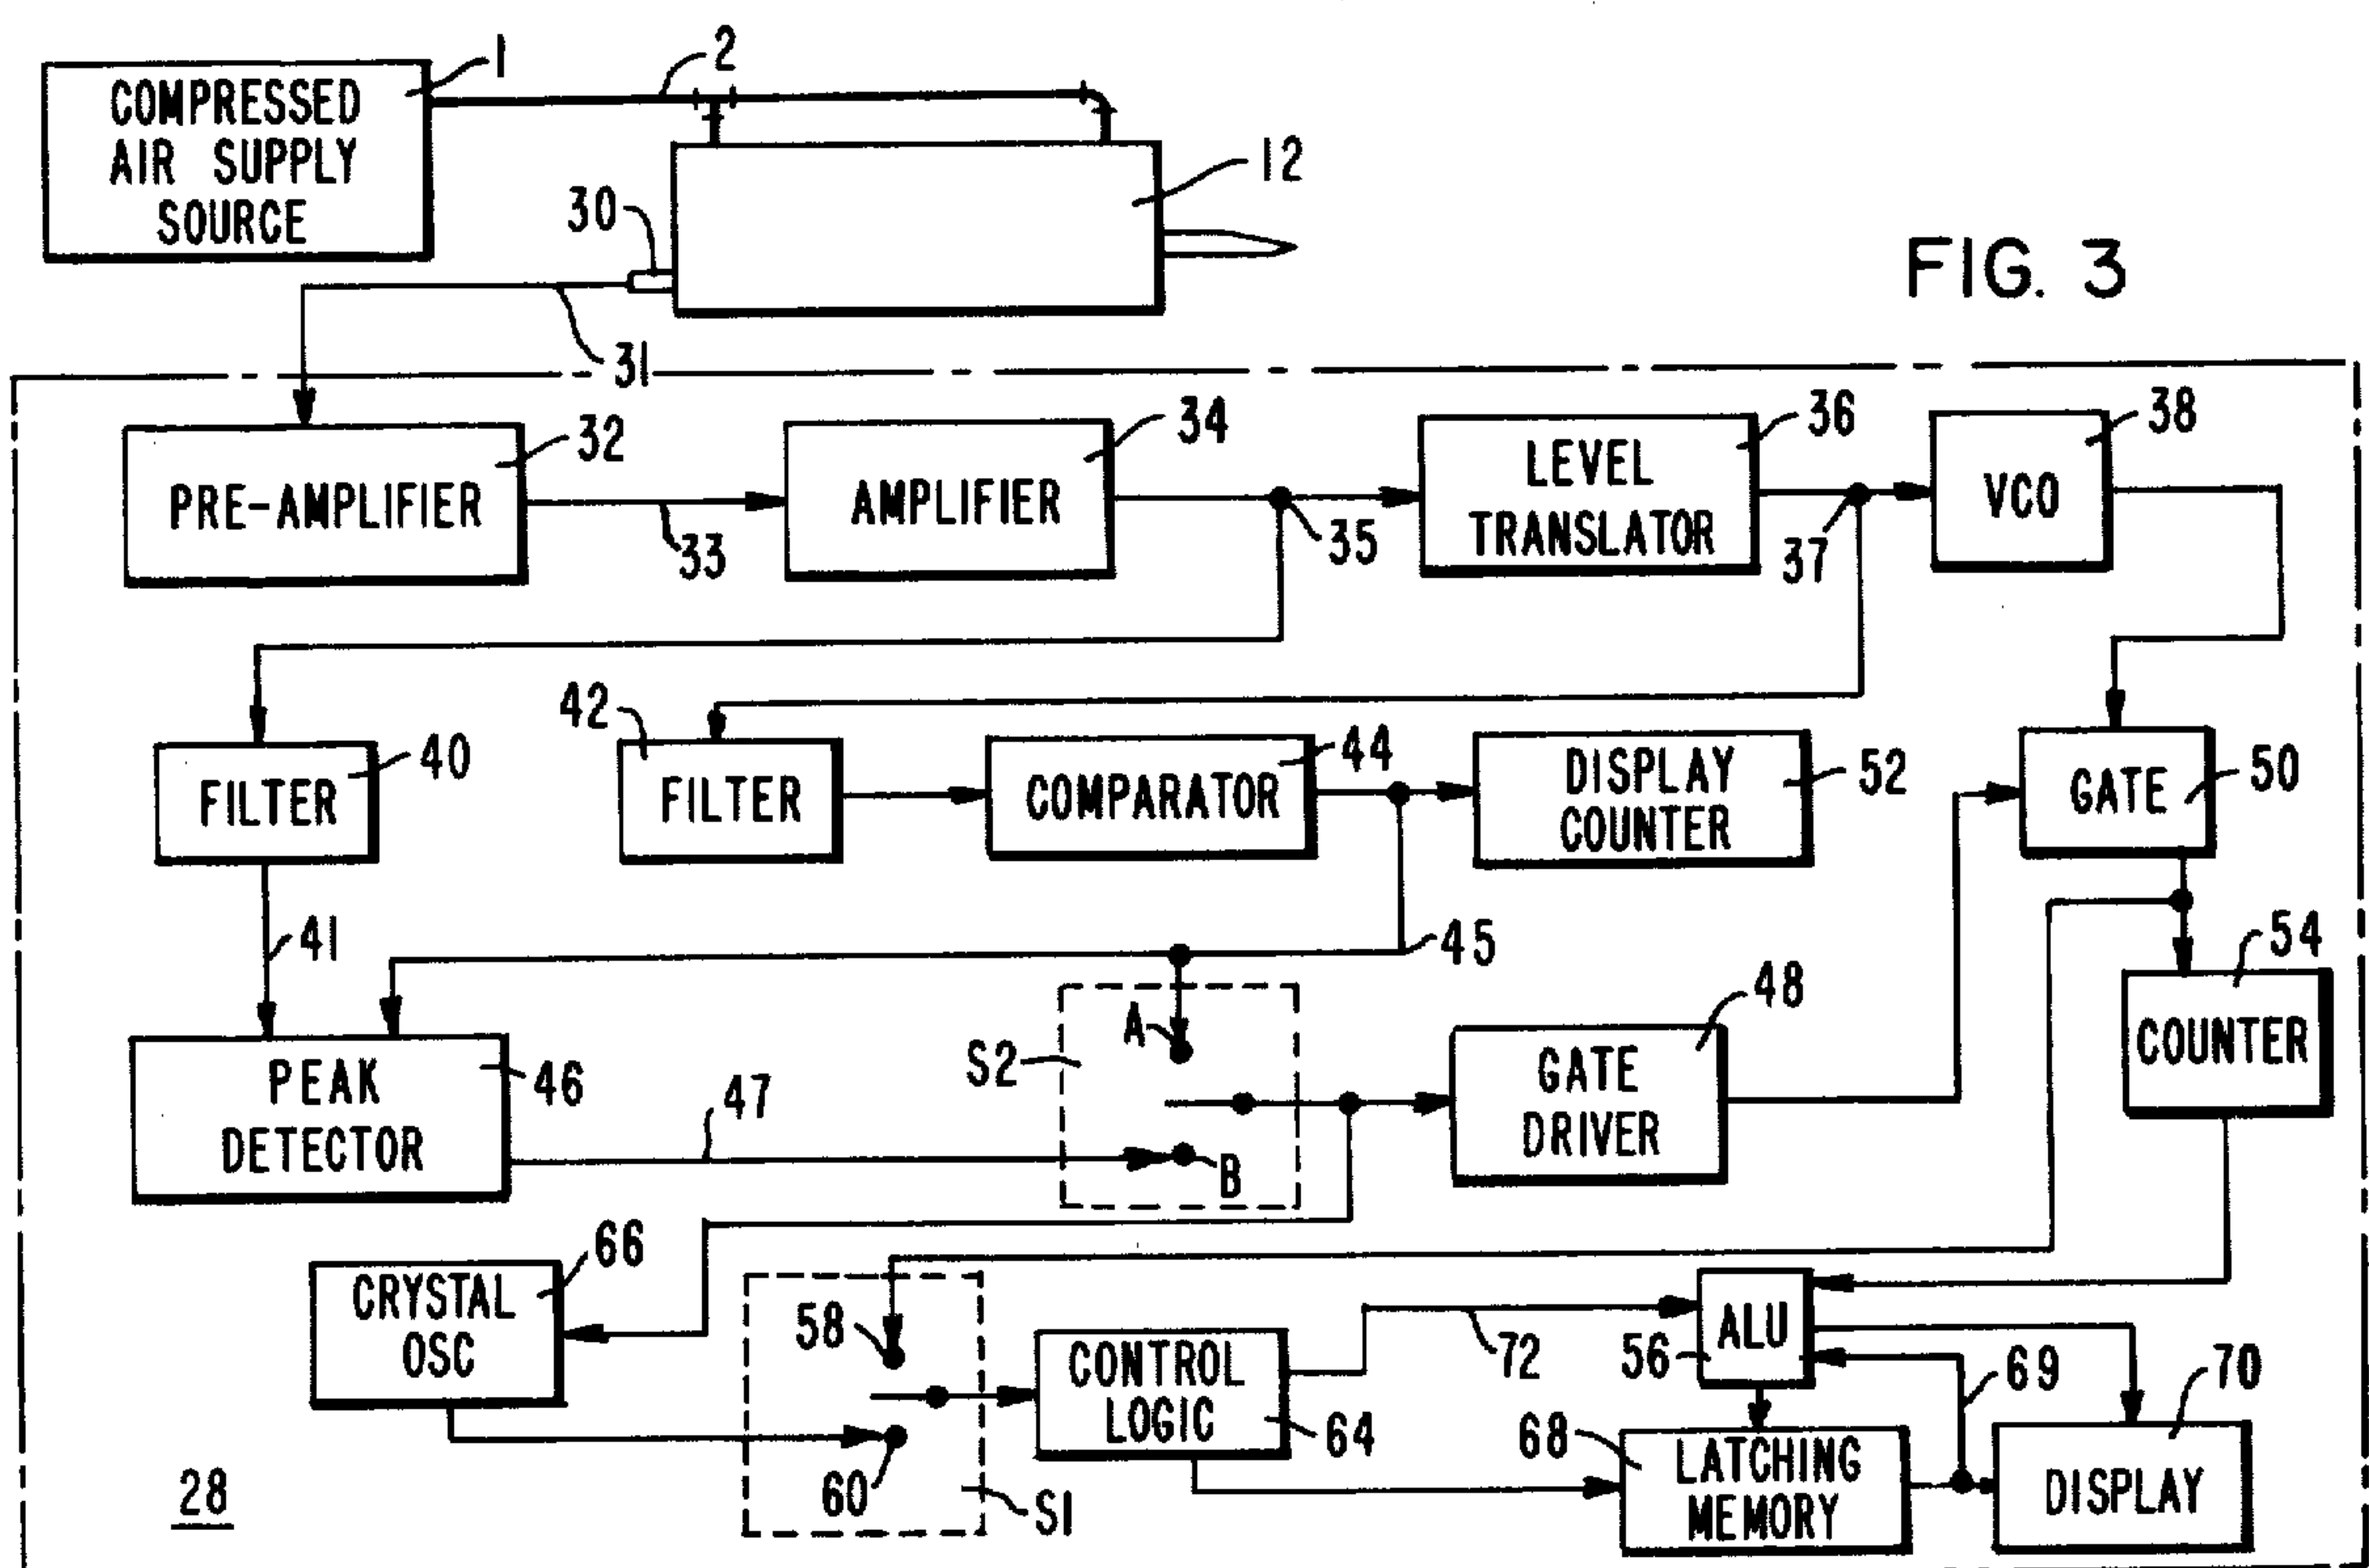 1
2
COMPRESSED
AIR SUPPLY
SOURCE
12
30
FIG. 3
31
32
34
36
38
PRE-AMPLIFIER
AMPLIFIER
LEVEL
TRANSLATOR
VCO
33
35
37
42
40
44
52
50
FILTER
FILTER
COMPARATOR
DISPLAY
COUNTER
GATE
41
45
54
A
S2
48
COUNTER
PEAK
DETECTOR
46
47
GATE
DRIVER
B
66
CRYSTAL
OSC
58
CONTROL
LOGIC
72
ALU
56
69
70
64
68
LATCHING
MEMORY
DISPLAY
60
S1
28